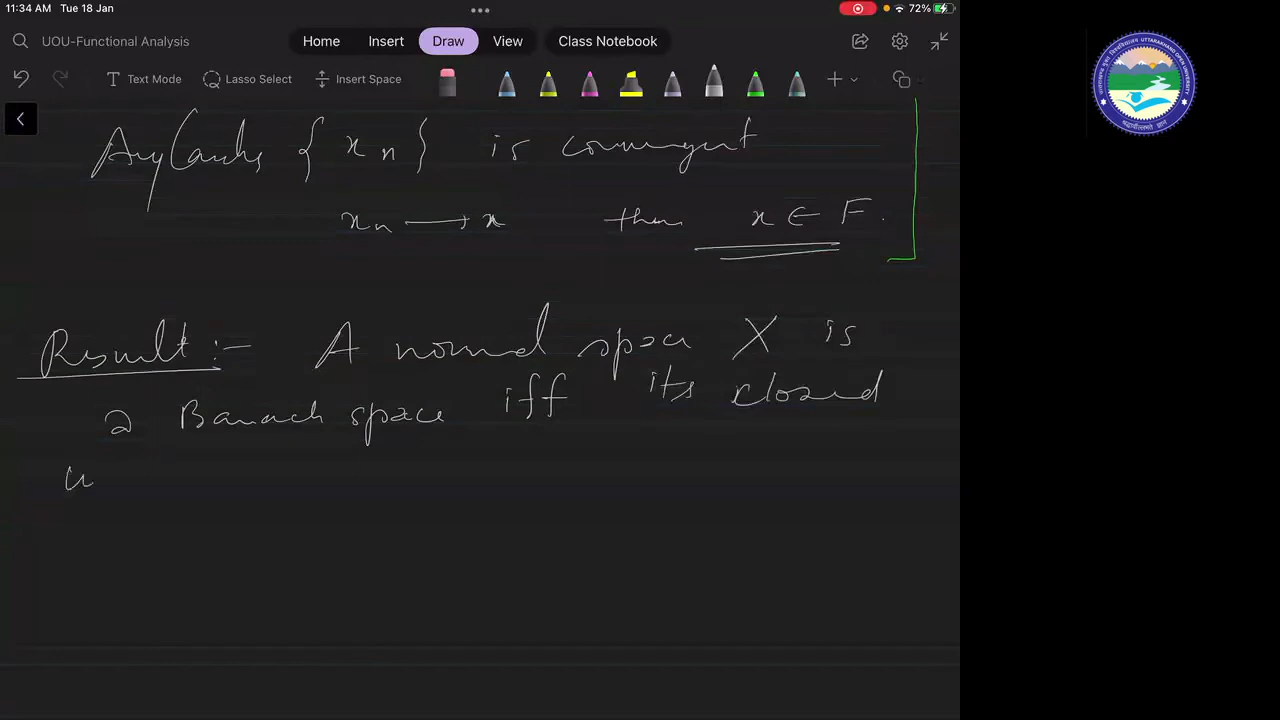 11:34 AM Tue 18 Jan
72%
UOU-Functional Analysis
Home Insert Draw View Class Notebook
Text Mode Lasso Select Insert Space
Any Cauchy { xn } is convergent
xn → x then x ∈ F.
Result :- A normed space X is
a Banach space iff its closed
u